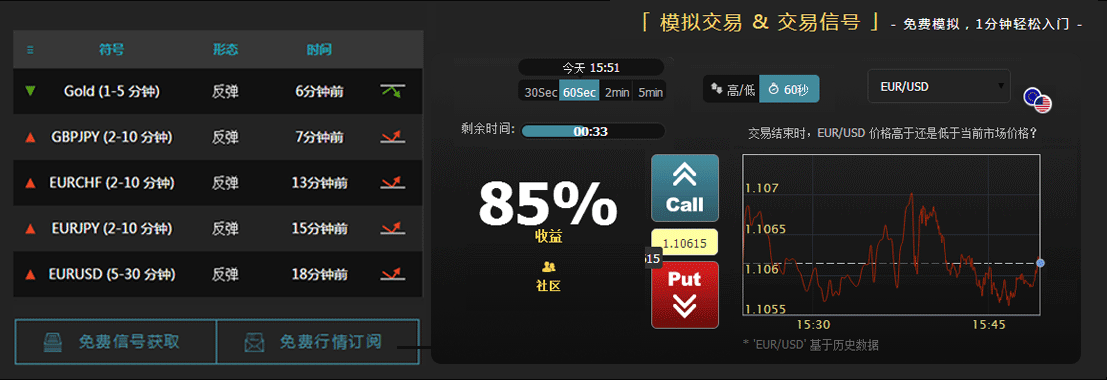 「 模拟交易 & 交易信号 」 - 免费模拟，1分钟轻松入门 -
符号 形态 时间
Gold (1-5 分钟) 反弹 6分钟前
GBPJPY (2-10 分钟) 反弹 7分钟前
EURCHF (2-10 分钟) 反弹 13分钟前
EURJPY (2-10 分钟) 反弹 15分钟前
EURUSD (5-30 分钟) 反弹 18分钟前
免费信号获取 免费行情订阅
今天 15:51
30Sec 60Sec 2min 5min
高/低 60秒
EUR/USD
剩余时间: 00:33
交易结束时，EUR/USD 价格高于还是低于当前市场价格?
85%
收益
社区
Call
1.10615
515
Put
1.107
1.1065
1.106
1.1055
15:30 15:45
* 'EUR/USD' 基于历史数据